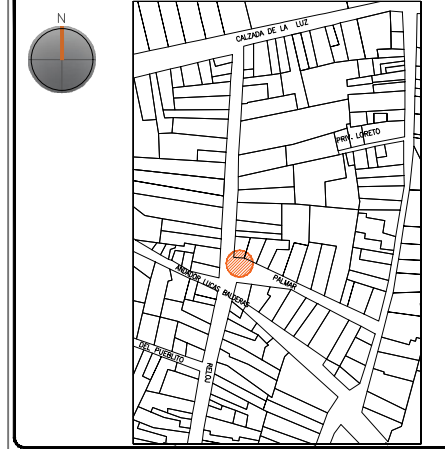 N
CALZADA DE LA LUZ
PRIV. LORETO
ANDADOR LUCAS BALDERAS
PALMAR
DEL PUEBLITO
RELOJ